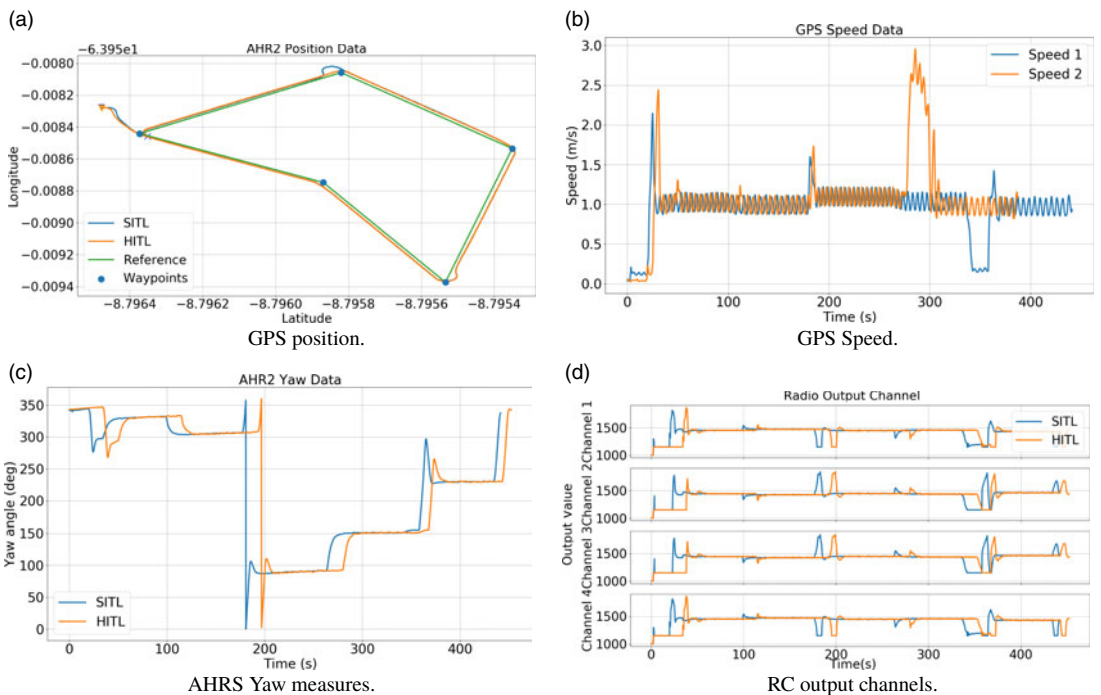 (a)
−6.395e1
AHR2 Position Data
−0.0080
−0.0082
−0.0084
−0.0086
−0.0088
−0.0090
−0.0092
−0.0094
Longitude
SITL
HITL
Reference
Waypoints
−8.7964 −8.7962 −8.7960 −8.7958 −8.7956 −8.7954
Latitude
GPS position.
(b)
GPS Speed Data
3.0
2.5
2.0
1.5
1.0
0.5
0.0
Speed (m/s)
Speed 1
Speed 2
0 100 200 300 400
Time (s)
GPS Speed.
(c)
AHR2 Yaw Data
350
300
250
200
150
100
50
0
Yaw angle (deg)
SITL
HITL
0 100 200 300 400
Time (s)
AHRS Yaw measures.
(d)
Radio Output Channel
Output value
Channel 1
1500
1000
SITL
HITL
Channel 2
1500
1000
Channel 3
1500
1000
Channel 4
1500
1000
0 100 200 300 400
Time(s)
RC output channels.